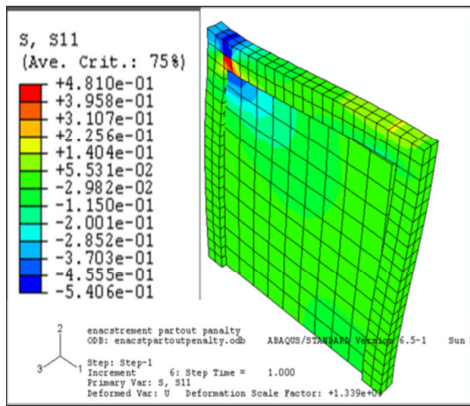 S, S11
(Ave. Crit.: 75%)
+4.810e-01
+3.958e-01
+3.107e-01
+2.256e-01
+1.404e-01
+5.531e-02
-2.982e-02
-1.150e-01
-2.001e-01
-2.852e-01
-3.703e-01
-4.555e-01
-5.406e-01
2
3
1
enacstrement partout panalty
ODB: enacstpartoutpenalty.odb ABAQUS/STANDARD Version 6.5-1 Sun
Step: Step-1
Increment 6: Step Time = 1.000
Primary Var: S, S11
Deformed Var: U Deformation Scale Factor: +1.339e+03